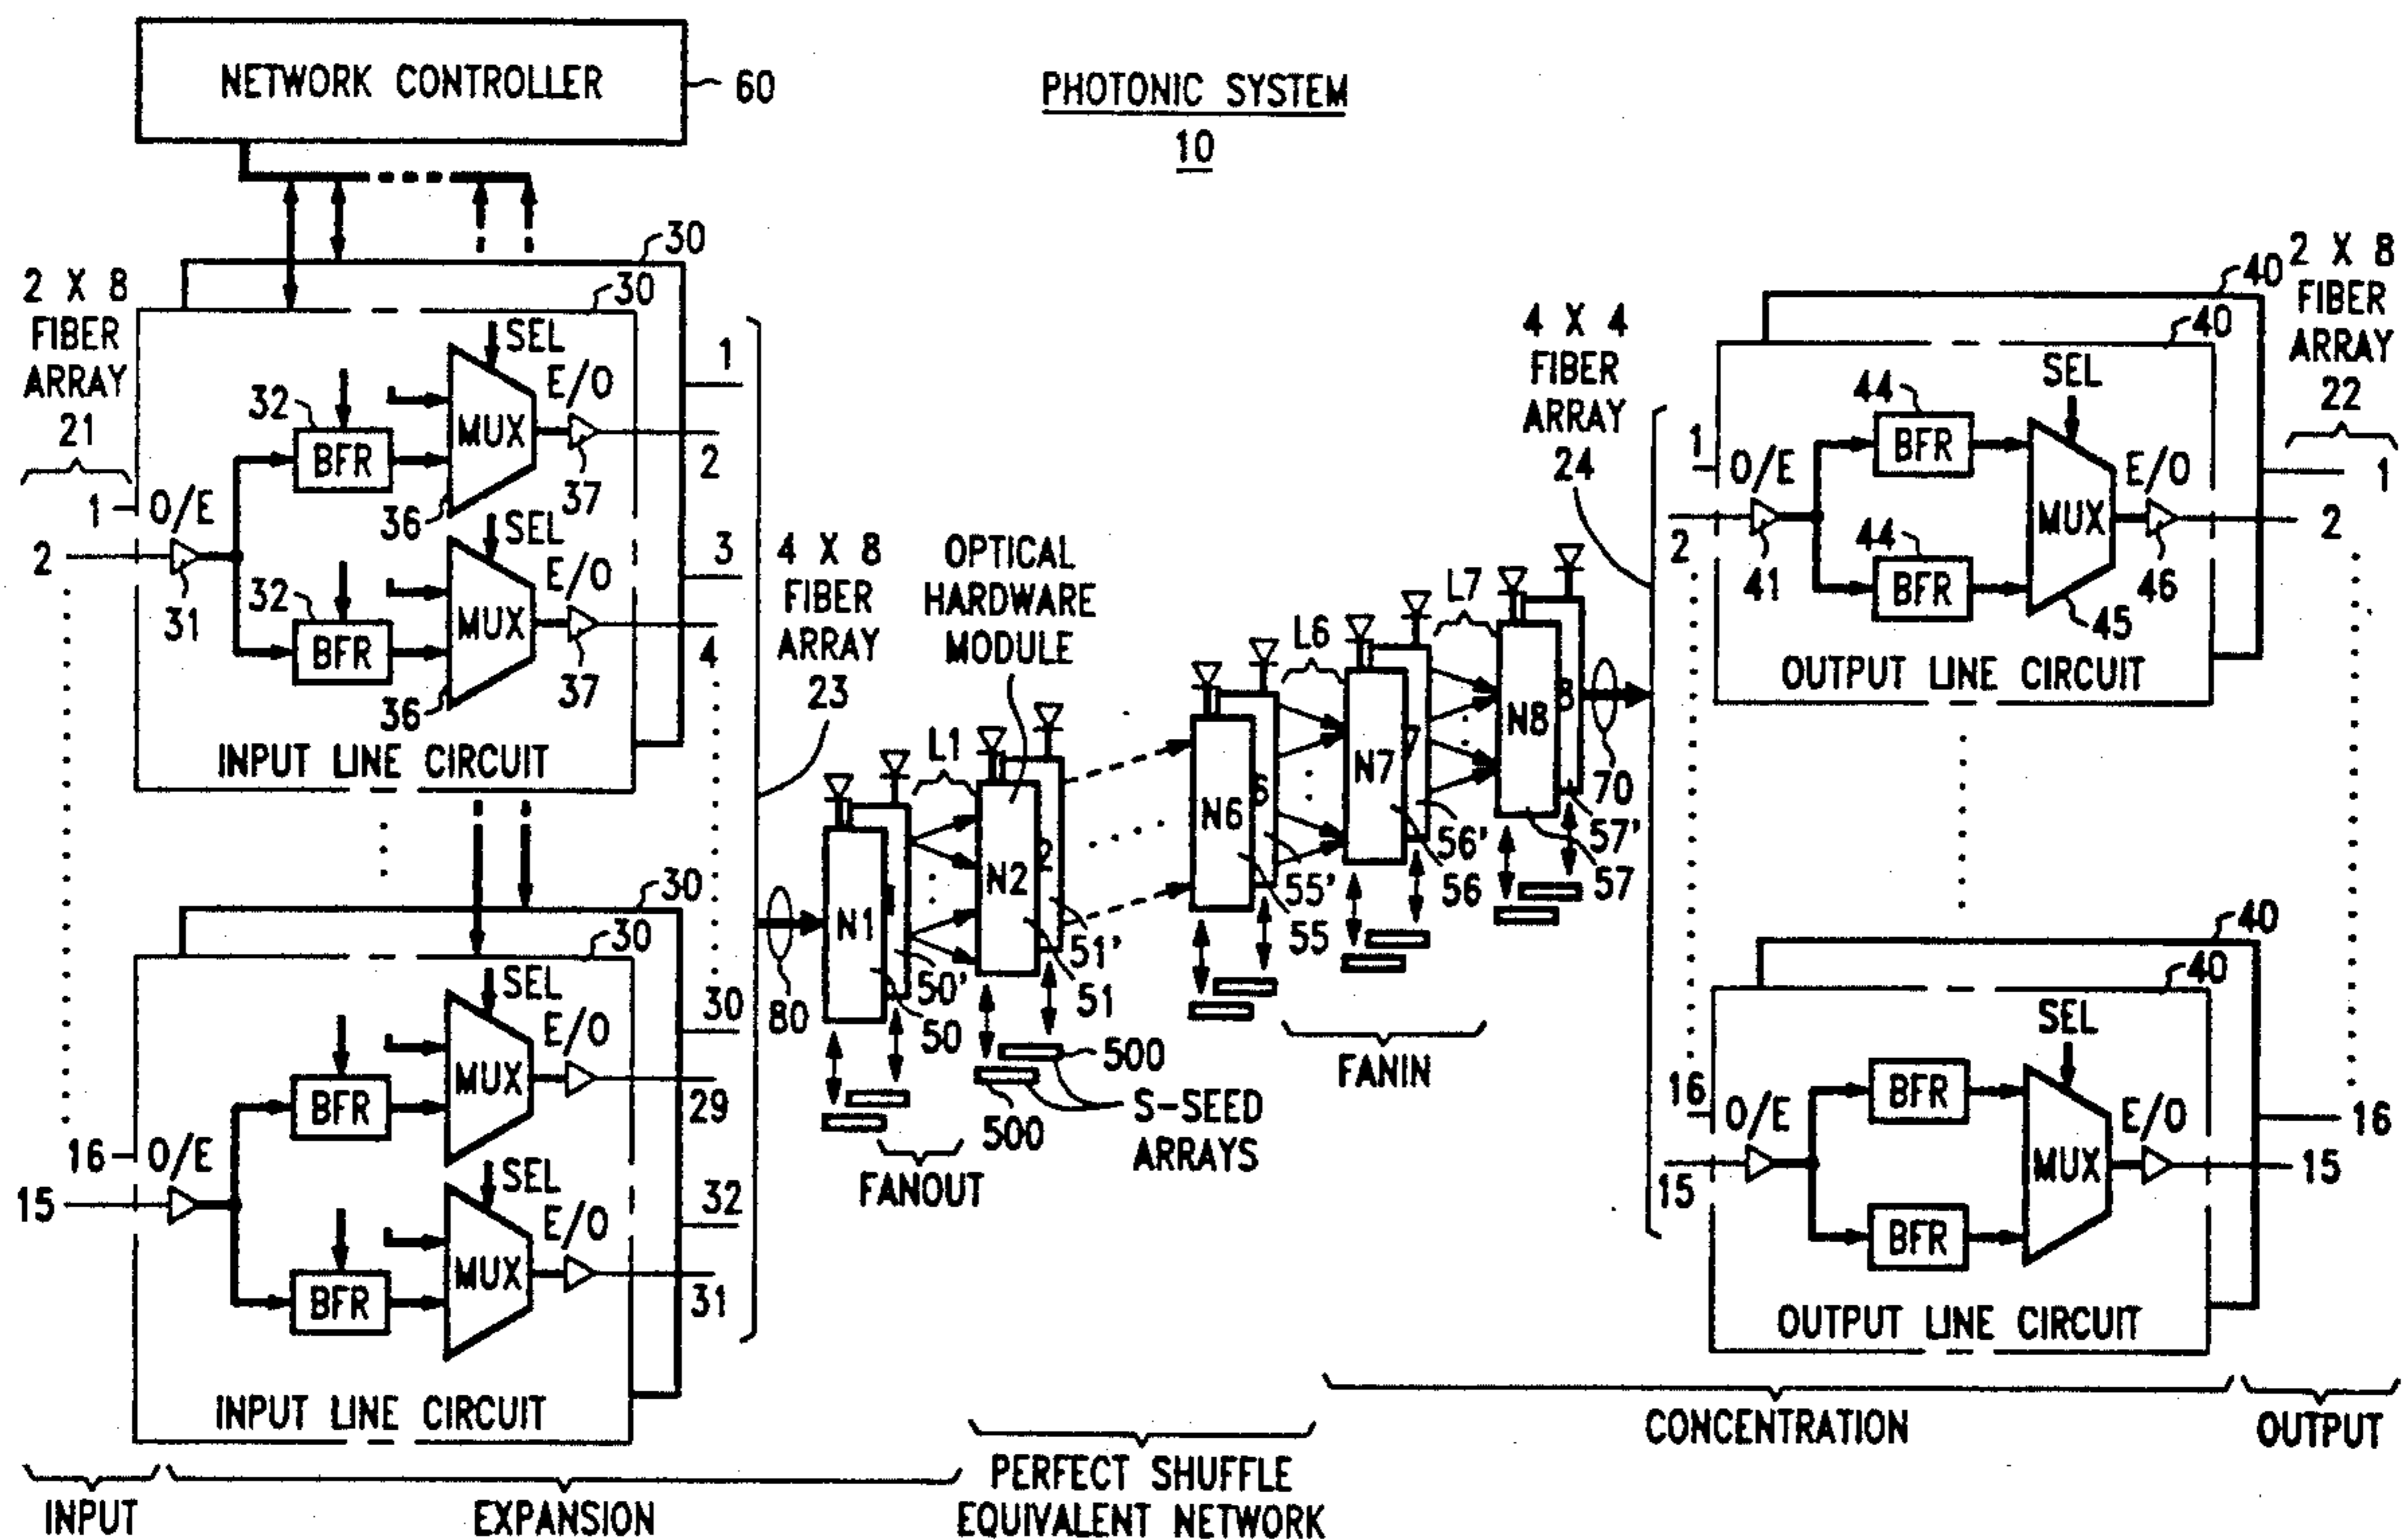 NETWORK CONTROLLER
60
PHOTONIC SYSTEM
10
2 X 8
FIBER
ARRAY
21
30
30
SEL
E/O
32
BFR
MUX
36
37
1
O/E
2
31
SEL
E/O
32
BFR
MUX
36
37
INPUT LINE CIRCUIT
1
2
3
4
4 X 8
FIBER
ARRAY
23
30
30
SEL
E/O
BFR
MUX
16
O/E
15
SEL
E/O
BFR
MUX
INPUT LINE CIRCUIT
30
29
32
31
80
OPTICAL
HARDWARE
MODULE
L1
N1
50'
50
N2
2
51'
51
500
500
S-SEED
ARRAYS
FANOUT
N6
6
55'
55
L6
N7
7
56'
56
L7
N8
8
57'
57
70
FANIN
4 X 4
FIBER
ARRAY
24
40
40
2 X 8
FIBER
ARRAY
22
SEL
44
BFR
1
O/E
E/O
MUX
2
41
44
BFR
46
45
1
2
OUTPUT LINE CIRCUIT
40
40
SEL
BFR
16
O/E
E/O
MUX
15
BFR
16
15
OUTPUT LINE CIRCUIT
INPUT
EXPANSION
PERFECT SHUFFLE
EQUIVALENT NETWORK
CONCENTRATION
OUTPUT